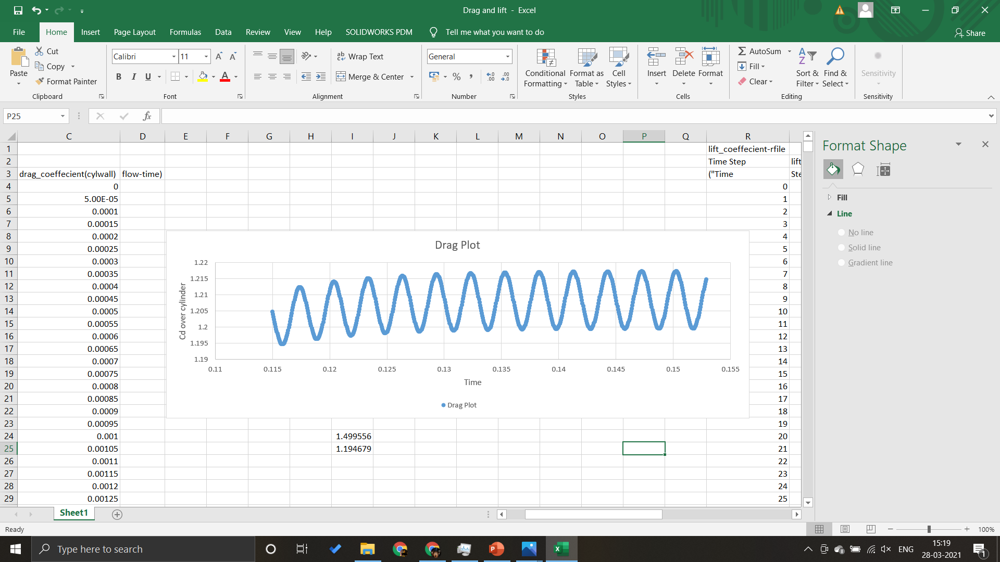 Drag and lift - Excel
File Home Insert Page Layout Formulas Data Review View Help SOLIDWORKS PDM Tell me what you want to do Share
Paste
Cut
Copy
Format Painter
Clipboard
Calibri 11
B I U
Font
Wrap Text
Merge & Center
Alignment
General
Number
Conditional Formatting
Format as Table
Cell Styles
Styles
Insert Delete Format
Cells
AutoSum
Fill
Clear
Sort & Filter
Find & Select
Editing
Sensitivity
Sensitivity
P25
fx
C D E F G H I J K L M N O P Q R
1 lift_coeffecient-rfile
2 Time Step lift
3 drag_coeffecient(cylwall) flow-time) ("Time Ste
4 0 0
5 5.00E-05 1
6 0.0001 2
7 0.00015 3
8 0.0002 4
9 0.00025 5
10 0.0003 6
11 0.00035 7
12 0.0004 8
13 0.00045 9
14 0.0005 10
15 0.00055 11
16 0.0006 12
17 0.00065 13
18 0.0007 14
19 0.00075 15
20 0.0008 16
21 0.00085 17
22 0.0009 18
23 0.00095 19
24 0.001 1.499556 20
25 0.00105 1.194679 21
26 0.0011 22
27 0.00115 23
28 0.0012 24
29 0.00125 25
Drag Plot
Cd over cylinder
1.22
1.215
1.21
1.205
1.2
1.195
1.19
0.11 0.115 0.12 0.125 0.13 0.135 0.14 0.145 0.15 0.155
Time
Drag Plot
Format Shape
Fill
Line
No line
Solid line
Gradient line
Sheet1
Ready
100%
Type here to search
ENG
15:19
28-03-2021
1